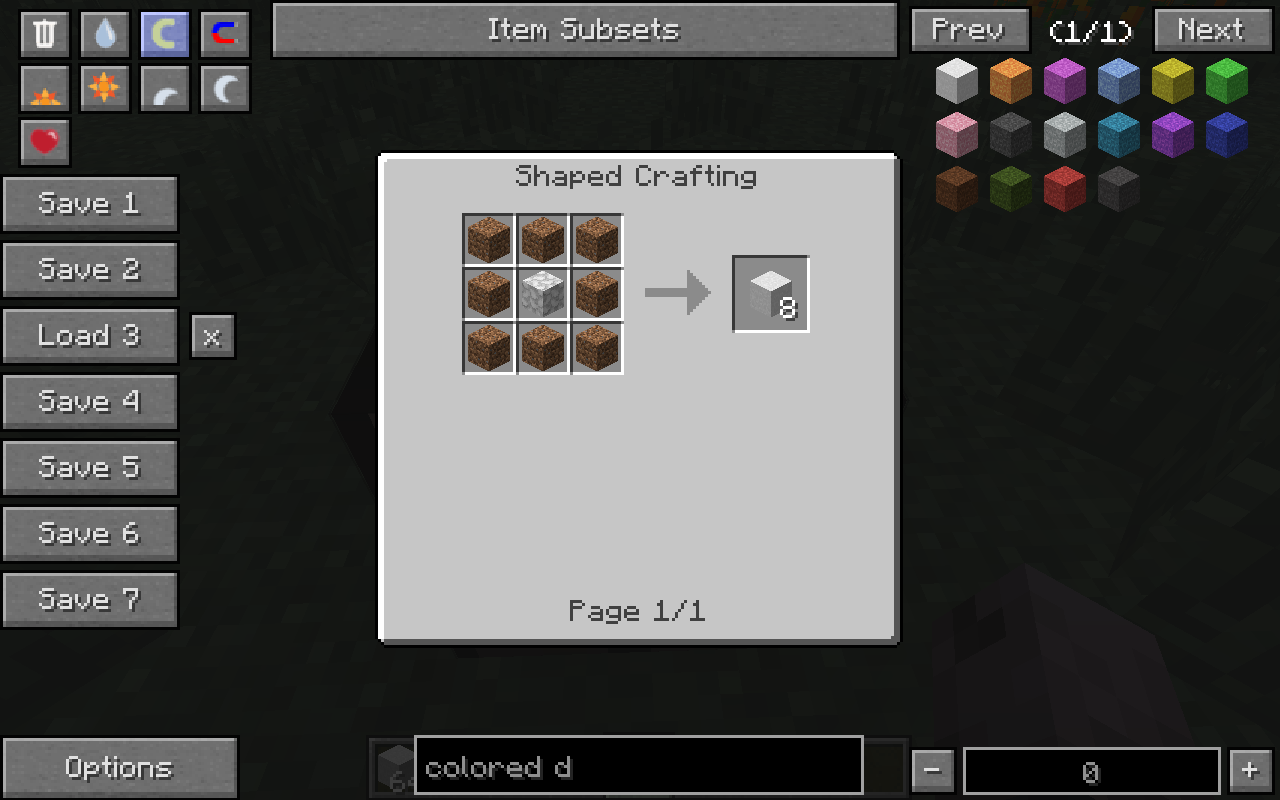 Item Subsets
Prev (1/1) Next
Shaped Crafting
Save 1
Save 2
8
Load 3 x
Save 4
Save 5
Save 6
Save 7
Page 1/1
Options
64
colored d
- 0 +